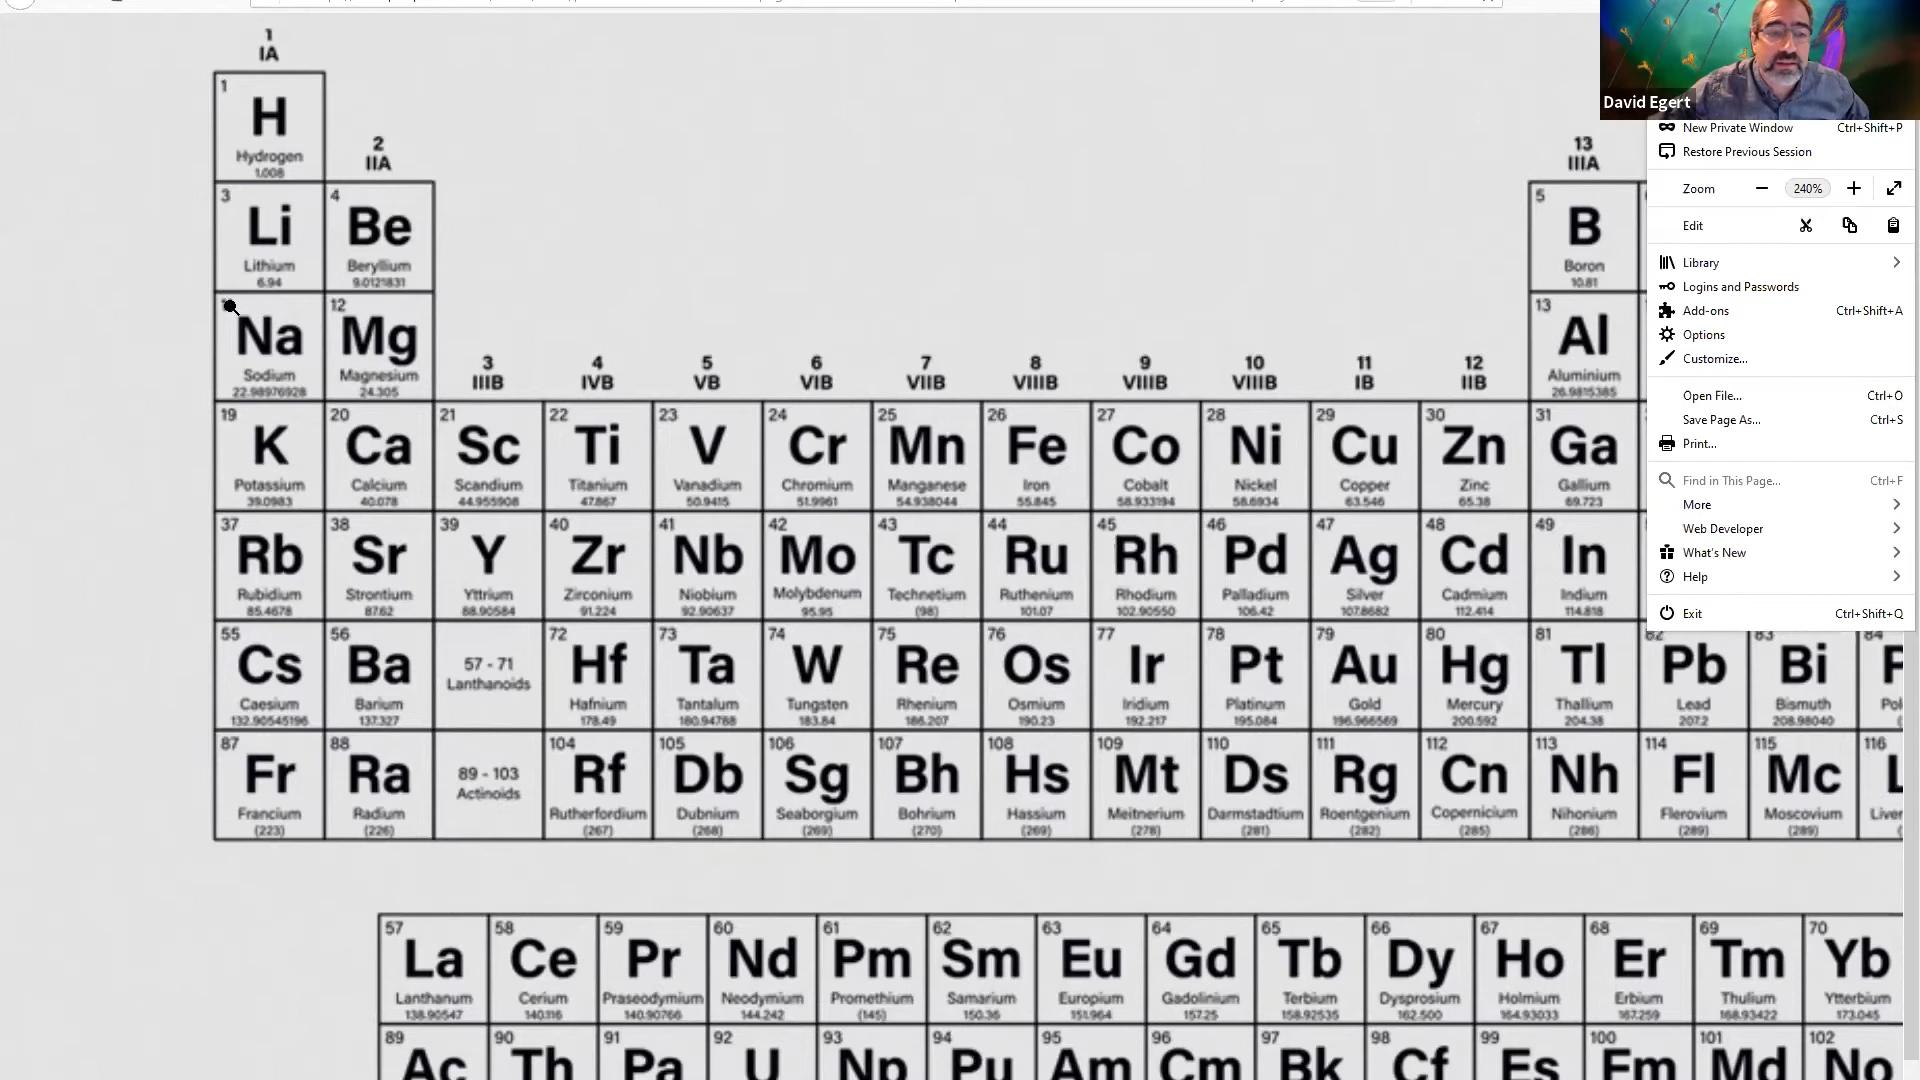 1
IA
1
H
Hydrogen
1.008
2
IIA
13
IIIA
3
Li
Lithium
6.94
4
Be
Beryllium
9.0121831
5
B
Boron
10.81
Na
Sodium
22.98976928
12
Mg
Magnesium
24.305
13
Al
Aluminium
26.9815385
3
IIIB
4
IVB
5
VB
6
VIB
7
VIIB
8
VIIIB
9
VIIIB
10
VIIIB
11
IB
12
IIB
19
K
Potassium
39.0983
20
Ca
Calcium
40.078
21
Sc
Scandium
44.955908
22
Ti
Titanium
47.867
23
V
Vanadium
50.9415
24
Cr
Chromium
51.9961
25
Mn
Manganese
54.938044
26
Fe
Iron
55.845
27
Co
Cobalt
58.933194
28
Ni
Nickel
58.6934
29
Cu
Copper
63.546
30
Zn
Zinc
65.38
31
Ga
Gallium
69.723
37
Rb
Rubidium
85.4678
38
Sr
Strontium
87.62
39
Y
Yttrium
88.90584
40
Zr
Zirconium
91.224
41
Nb
Niobium
92.90637
42
Mo
Molybdenum
95.95
43
Tc
Technetium
(98)
44
Ru
Ruthenium
101.07
45
Rh
Rhodium
102.90550
46
Pd
Palladium
106.42
47
Ag
Silver
107.8682
48
Cd
Cadmium
112.414
49
In
Indium
114.818
55
Cs
Caesium
132.90545196
56
Ba
Barium
137.327
57 - 71
Lanthanoids
72
Hf
Hafnium
178.49
73
Ta
Tantalum
180.94788
74
W
Tungsten
183.84
75
Re
Rhenium
186.207
76
Os
Osmium
190.23
77
Ir
Iridium
192.217
78
Pt
Platinum
195.084
79
Au
Gold
196.966569
80
Hg
Mercury
200.592
81
Tl
Thallium
204.38
82
Pb
Lead
207.2
83
Bi
Bismuth
208.98040
84
P
Pol
87
Fr
Francium
(223)
88
Ra
Radium
(226)
89 - 103
Actinoids
104
Rf
Rutherfordium
(267)
105
Db
Dubnium
(268)
106
Sg
Seaborgium
(269)
107
Bh
Bohrium
(270)
108
Hs
Hassium
(269)
109
Mt
Meitnerium
(278)
110
Ds
Darmstadtium
(281)
111
Rg
Roentgenium
(282)
112
Cn
Copernicium
(285)
113
Nh
Nihonium
(286)
114
Fl
Flerovium
(289)
115
Mc
Moscovium
(289)
116
L
Liver
57
La
Lanthanum
138.90547
58
Ce
Cerium
140.116
59
Pr
Praseodymium
140.90766
60
Nd
Neodymium
144.242
61
Pm
Promethium
(145)
62
Sm
Samarium
150.36
63
Eu
Europium
151.964
64
Gd
Gadolinium
157.25
65
Tb
Terbium
158.92535
66
Dy
Dysprosium
162.500
67
Ho
Holmium
164.93033
68
Er
Erbium
167.259
69
Tm
Thulium
168.93422
70
Yb
Ytterbium
173.045
89
Ac
90
Th
91
Pa
92
U
93
Np
94
Pu
95
Am
96
Cm
97
Bk
98
Cf
99
Es
100
Fm
101
Md
102
No
David Egert
New Private Window Ctrl+Shift+P
Restore Previous Session
Zoom 240%
Edit
Library
Logins and Passwords
Add-ons Ctrl+Shift+A
Options
Customize...
Open File... Ctrl+O
Save Page As... Ctrl+S
Print...
Find in This Page... Ctrl+F
More
Web Developer
What's New
Help
Exit Ctrl+Shift+Q